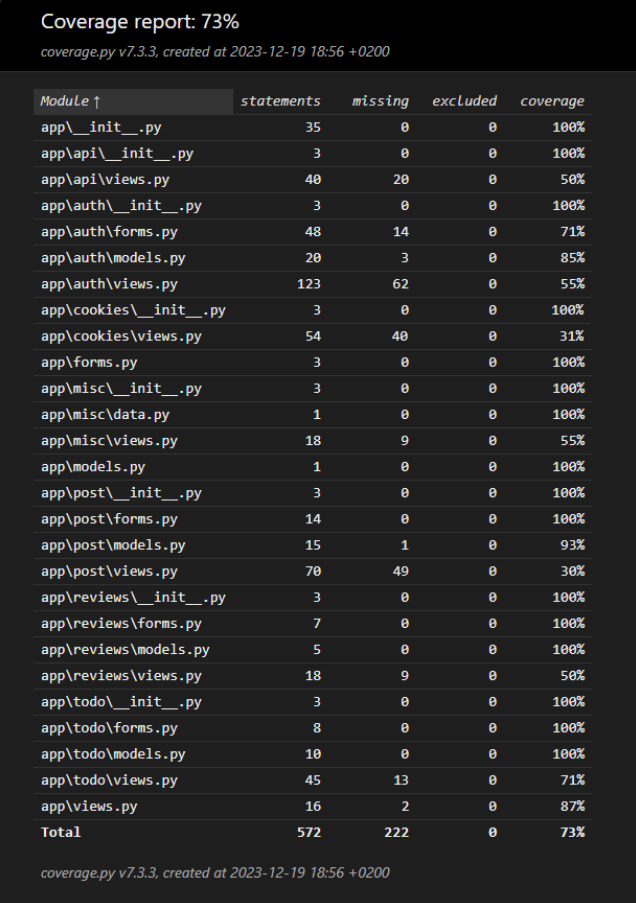 Coverage report: 73%
coverage.py v7.3.3, created at 2023-12-19 18:56 +0200
Module ↑ statements missing excluded coverage
app\__init__.py 35 0 0 100%
app\api\__init__.py 3 0 0 100%
app\api\views.py 40 20 0 50%
app\auth\__init__.py 3 0 0 100%
app\auth\forms.py 48 14 0 71%
app\auth\models.py 20 3 0 85%
app\auth\views.py 123 62 0 55%
app\cookies\__init__.py 3 0 0 100%
app\cookies\views.py 54 40 0 31%
app\forms.py 3 0 0 100%
app\misc\__init__.py 3 0 0 100%
app\misc\data.py 1 0 0 100%
app\misc\views.py 18 9 0 55%
app\models.py 1 0 0 100%
app\post\__init__.py 3 0 0 100%
app\post\forms.py 14 0 0 100%
app\post\models.py 15 1 0 93%
app\post\views.py 70 49 0 30%
app\reviews\__init__.py 3 0 0 100%
app\reviews\forms.py 7 0 0 100%
app\reviews\models.py 5 0 0 100%
app\reviews\views.py 18 9 0 50%
app\todo\__init__.py 3 0 0 100%
app\todo\forms.py 8 0 0 100%
app\todo\models.py 10 0 0 100%
app\todo\views.py 45 13 0 71%
app\views.py 16 2 0 87%
Total 572 222 0 73%
coverage.py v7.3.3, created at 2023-12-19 18:56 +0200